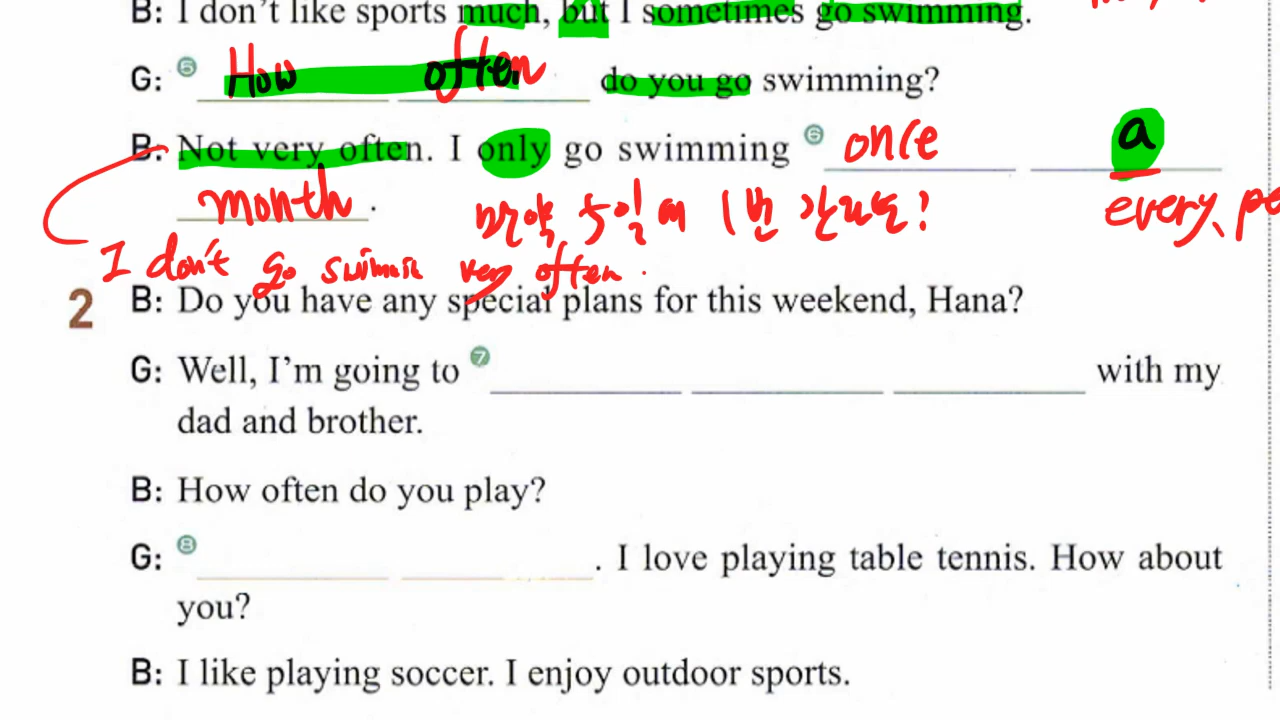 B: I don't like sports much, but I sometimes go swimming.
G: ⑤ How often do you go swimming?
B: Not very often. I only go swimming ⑥ once a
month. 만약 5일에 1번 간다면? every, pe
I don't go very often.
2 B: Do you have any special plans for this weekend, Hana?
G: Well, I'm going to ⑦ with my
dad and brother.
B: How often do you play?
G: ⑧ . I love playing table tennis. How about
you?
B: I like playing soccer. I enjoy outdoor sports.